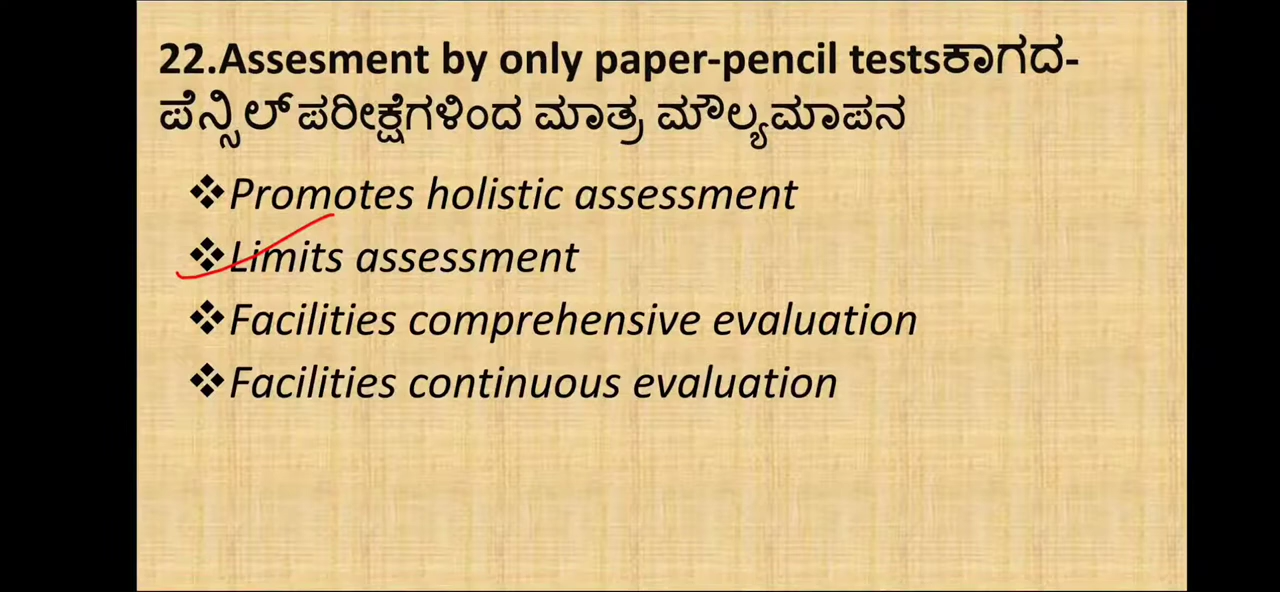 22.Assesment by only paper-pencil testsಕಾಗದ-
ಪೆನ್ಸಿಲ್ ಪರೀಕ್ಷೆಗಳಿಂದ ಮಾತ್ರ ಮೌಲ್ಯಮಾಪನ
❖Promotes holistic assessment
❖Limits assessment
❖Facilities comprehensive evaluation
❖Facilities continuous evaluation